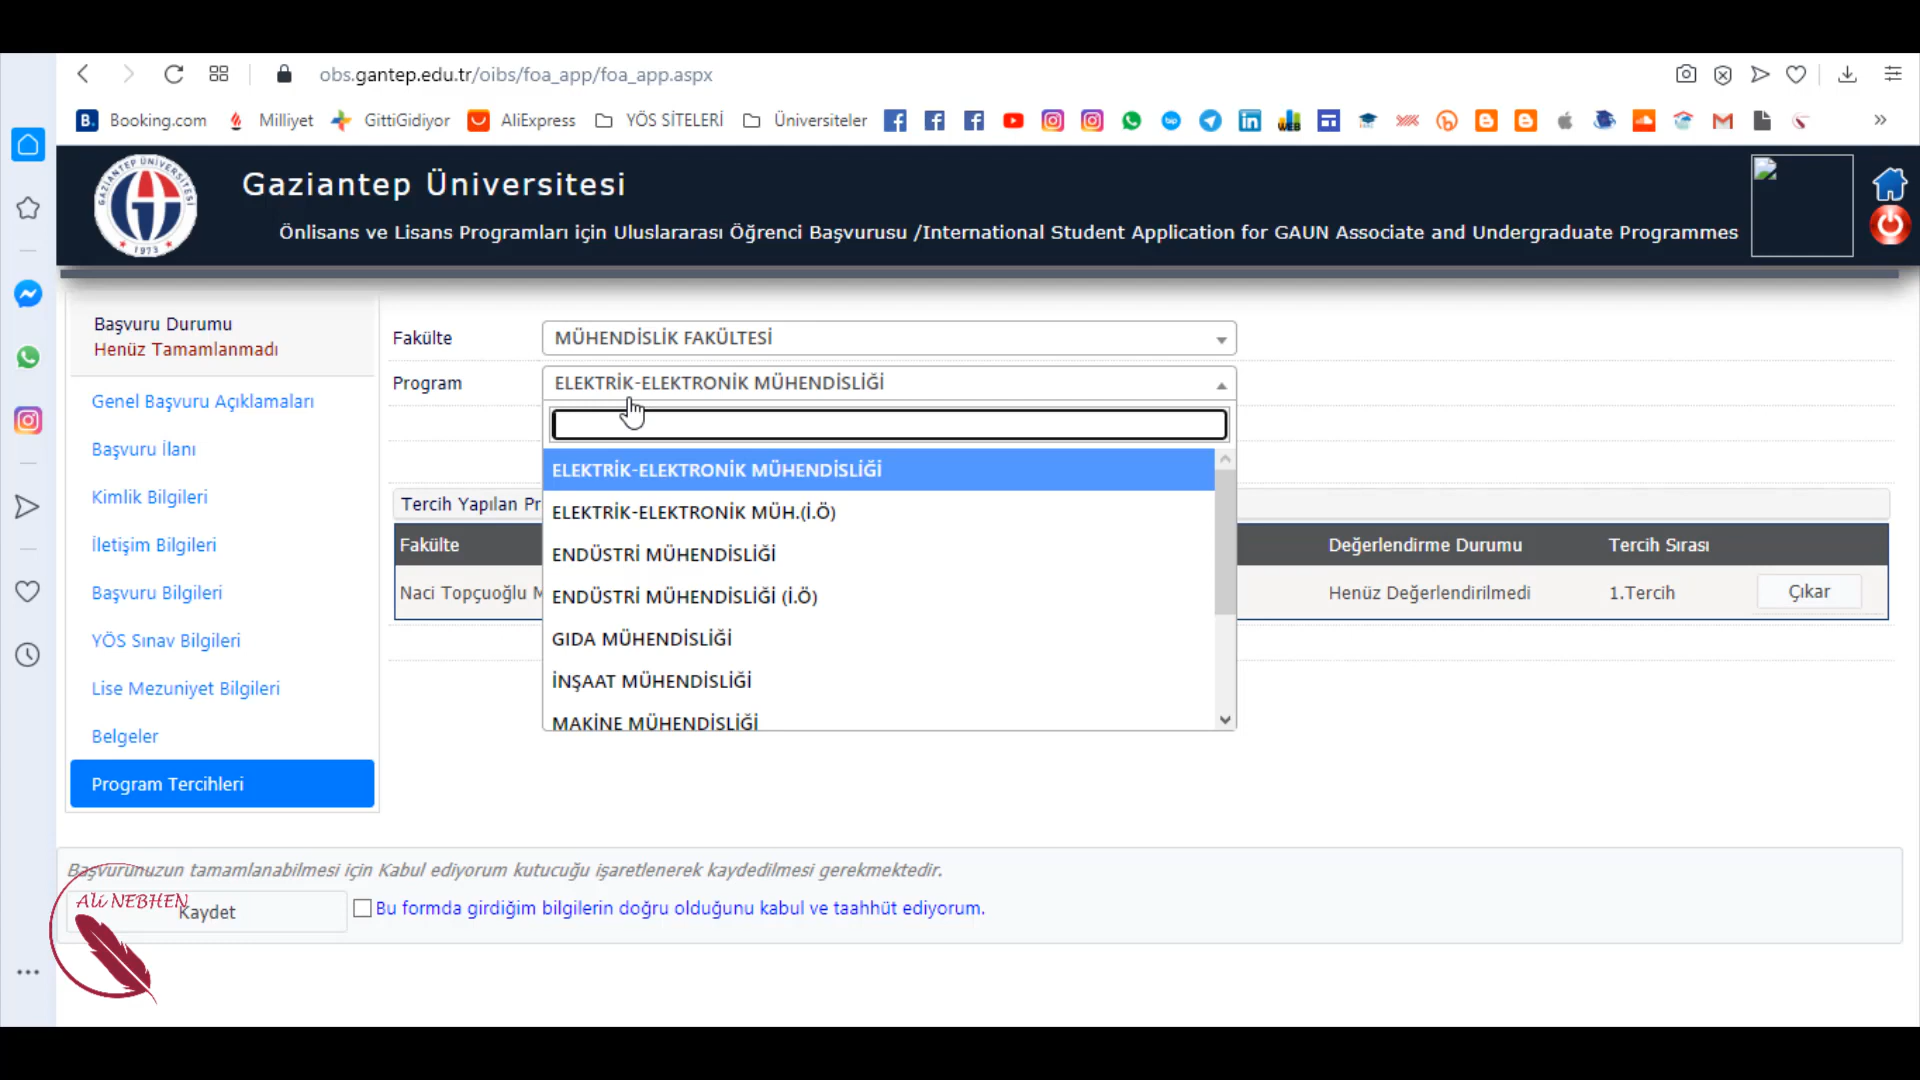 obs.gantep.edu.tr/oibs/foa_app/foa_app.aspx
B. Booking.com Milliyet GittiGidiyor AliExpress YÖS SİTELERİ Üniversiteler
GAZİANTEP ÜNİVERSİTESİ
1973
Gaziantep Üniversitesi
Önlisans ve Lisans Programları için Uluslararası Öğrenci Başvurusu /International Student Application for GAUN Associate and Undergraduate Programmes
Başvuru Durumu
Henüz Tamamlanmadı
Genel Başvuru Açıklamaları
Başvuru İlanı
Kimlik Bilgileri
İletişim Bilgileri
Başvuru Bilgileri
YÖS Sınav Bilgileri
Lise Mezuniyet Bilgileri
Belgeler
Program Tercihleri
Fakülte MÜHENDİSLİK FAKÜLTESİ
Program ELEKTRİK-ELEKTRONİK MÜHENDİSLİĞİ
ELEKTRİK-ELEKTRONİK MÜHENDİSLİĞİ
ELEKTRİK-ELEKTRONİK MÜH.(İ.Ö)
ENDÜSTRİ MÜHENDİSLİĞİ
ENDÜSTRİ MÜHENDİSLİĞİ (İ.Ö)
GIDA MÜHENDİSLİĞİ
İNŞAAT MÜHENDİSLİĞİ
MAKİNE MÜHENDİSLİĞİ
Tercih Yapılan Pr
Fakülte Değerlendirme Durumu Tercih Sırası
Naci Topçuoğlu M Henüz Değerlendirilmedi 1.Tercih Çıkar
Başvurunuzun tamamlanabilmesi için Kabul ediyorum kutucuğu işaretlenerek kaydedilmesi gerekmektedir.
Kaydet Bu formda girdiğim bilgilerin doğru olduğunu kabul ve taahhüt ediyorum.
Ali NEBHEN